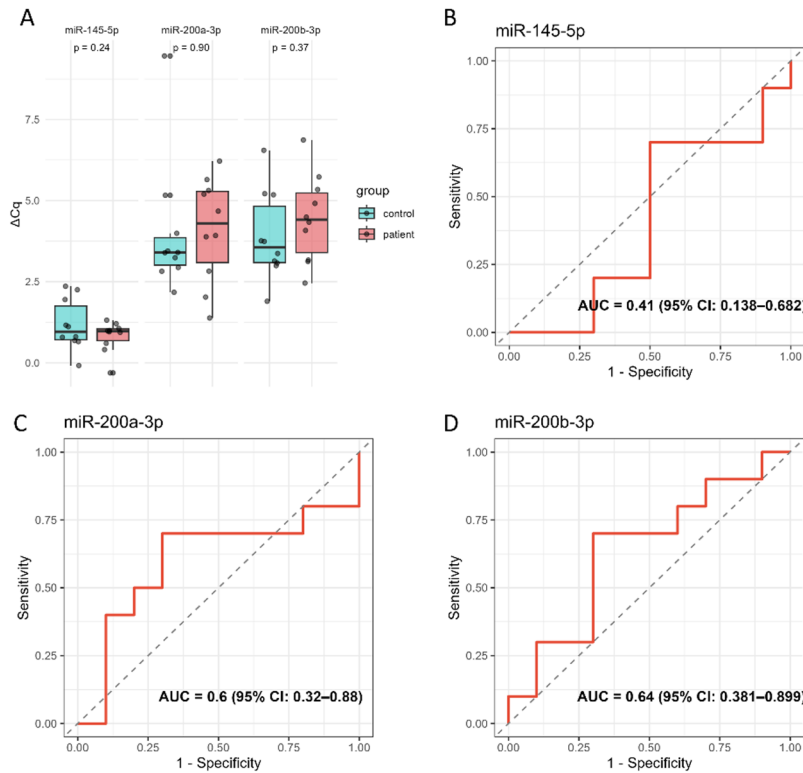 A
miR-145-5p miR-200a-3p miR-200b-3p
p = 0.24 p = 0.90 p = 0.37
7.5
5.0
2.5
0.0
ΔCq
group
control
patient
B
miR-145-5p
1.00
0.75
0.50
0.25
0.00
Sensitivity
AUC = 0.41 (95% CI: 0.138–0.682)
0.00 0.25 0.50 0.75 1.00
1 - Specificity
C
miR-200a-3p
1.00
0.75
0.50
0.25
0.00
Sensitivity
AUC = 0.6 (95% CI: 0.32–0.88)
0.00 0.25 0.50 0.75 1.00
1 - Specificity
D
miR-200b-3p
1.00
0.75
0.50
0.25
0.00
Sensitivity
AUC = 0.64 (95% CI: 0.381–0.899)
0.00 0.25 0.50 0.75 1.00
1 - Specificity